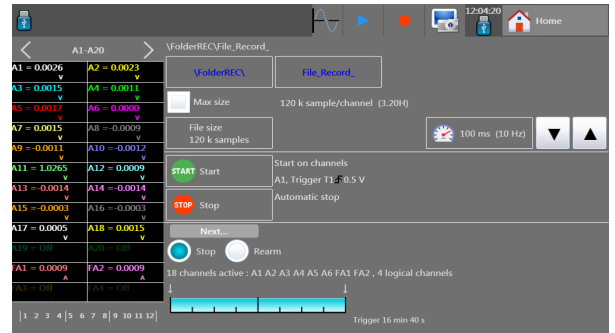 12:04:20
Home
A1-A20
\FolderREC\File_Record_
A1 = 0.0026 v
A2 = 0.0023 v
\FolderREC\
File_Record_
A3 = 0.0015 v
A4 = 0.0011 v
Max size
120 k sample/channel (3.20H)
A5 = 0.0017 v
A6 = 0.0000 v
A7 = 0.0015 v
A8 =-0.0009 v
File size
120 k samples
100 ms (10 Hz)
A9 =-0.0011 v
A10 =-0.0012 v
A11 = 1.0265 v
A12 = 0.0009 v
START Start
Start on channels
A1, Trigger T1 0.5 V
A13 =-0.0014 v
A14 =-0.0014 v
Automatic stop
A15 =-0.0003 v
A16 =-0.0003 v
STOP Stop
A17 = 0.0005 v
A18 = 0.0015 v
Next...
A19 = Off
A20 = Off
Stop
Rearm
FA1 = 0.0009 A
FA2 = 0.0009 A
18 channels active : A1 A2 A3 A4 A5 A6 FA1 FA2 , 4 logical channels
FA3 = Off
FA4 = Off
1 2 3 4 5 6 7 8 9 10 11 12
Trigger 16 min 40 s